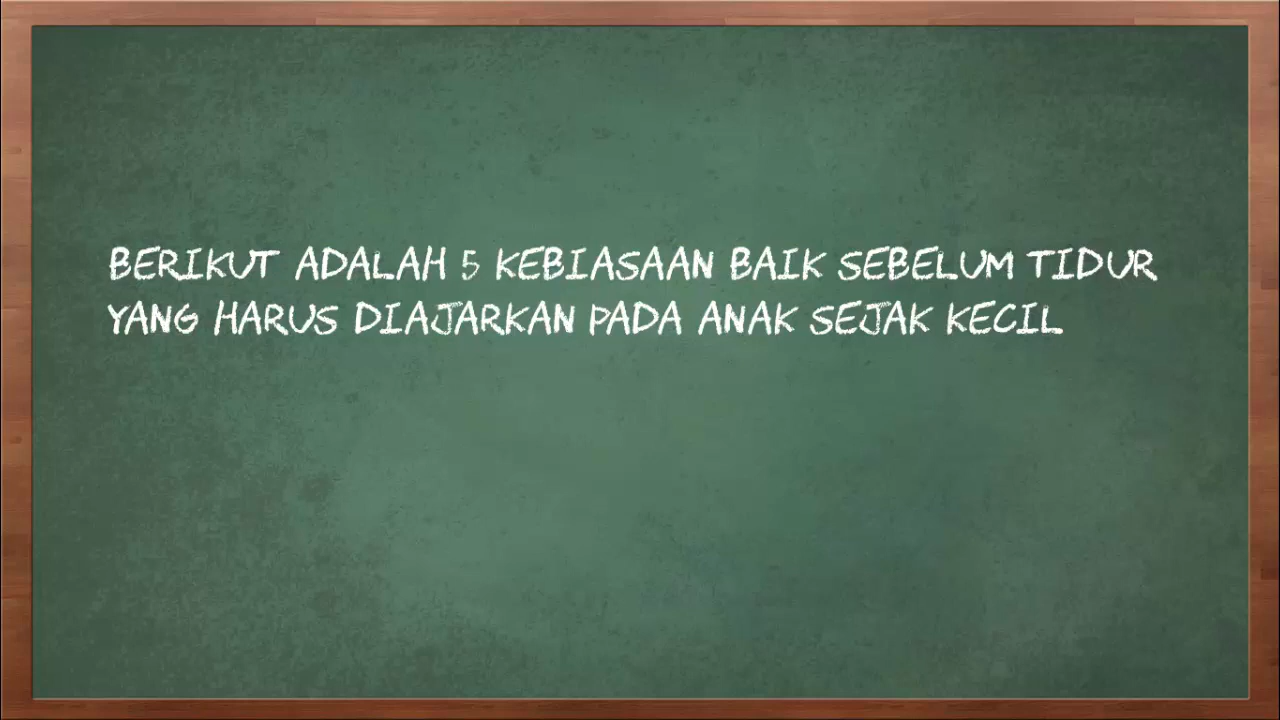 BERIKUT ADALAH 5 KEBIASAAN BAIK SEBELUM TIDUR
YANG HARUS DIAJARKAN PADA ANAK SEJAK KECIL